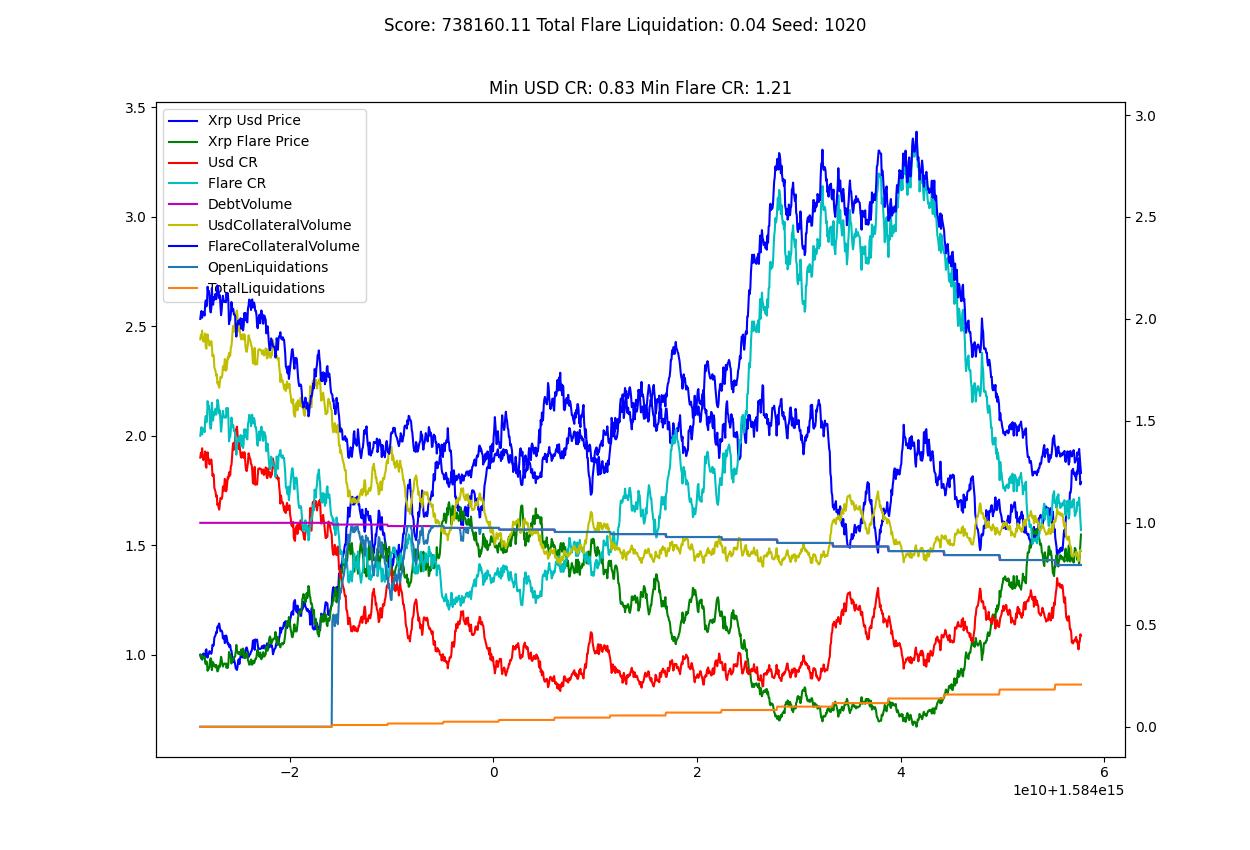 Score: 738160.11 Total Flare Liquidation: 0.04 Seed: 1020
Min USD CR: 0.83 Min Flare CR: 1.21
3.5
3.0
2.5
2.0
1.5
1.0
Xrp Usd Price
Xrp Flare Price
Usd CR
Flare CR
DebtVolume
UsdCollateralVolume
FlareCollateralVolume
OpenLiquidations
TotalLiquidations
3.0
2.5
2.0
1.5
1.0
0.5
0.0
−2 0 2 4 6
1e10+1.584e15